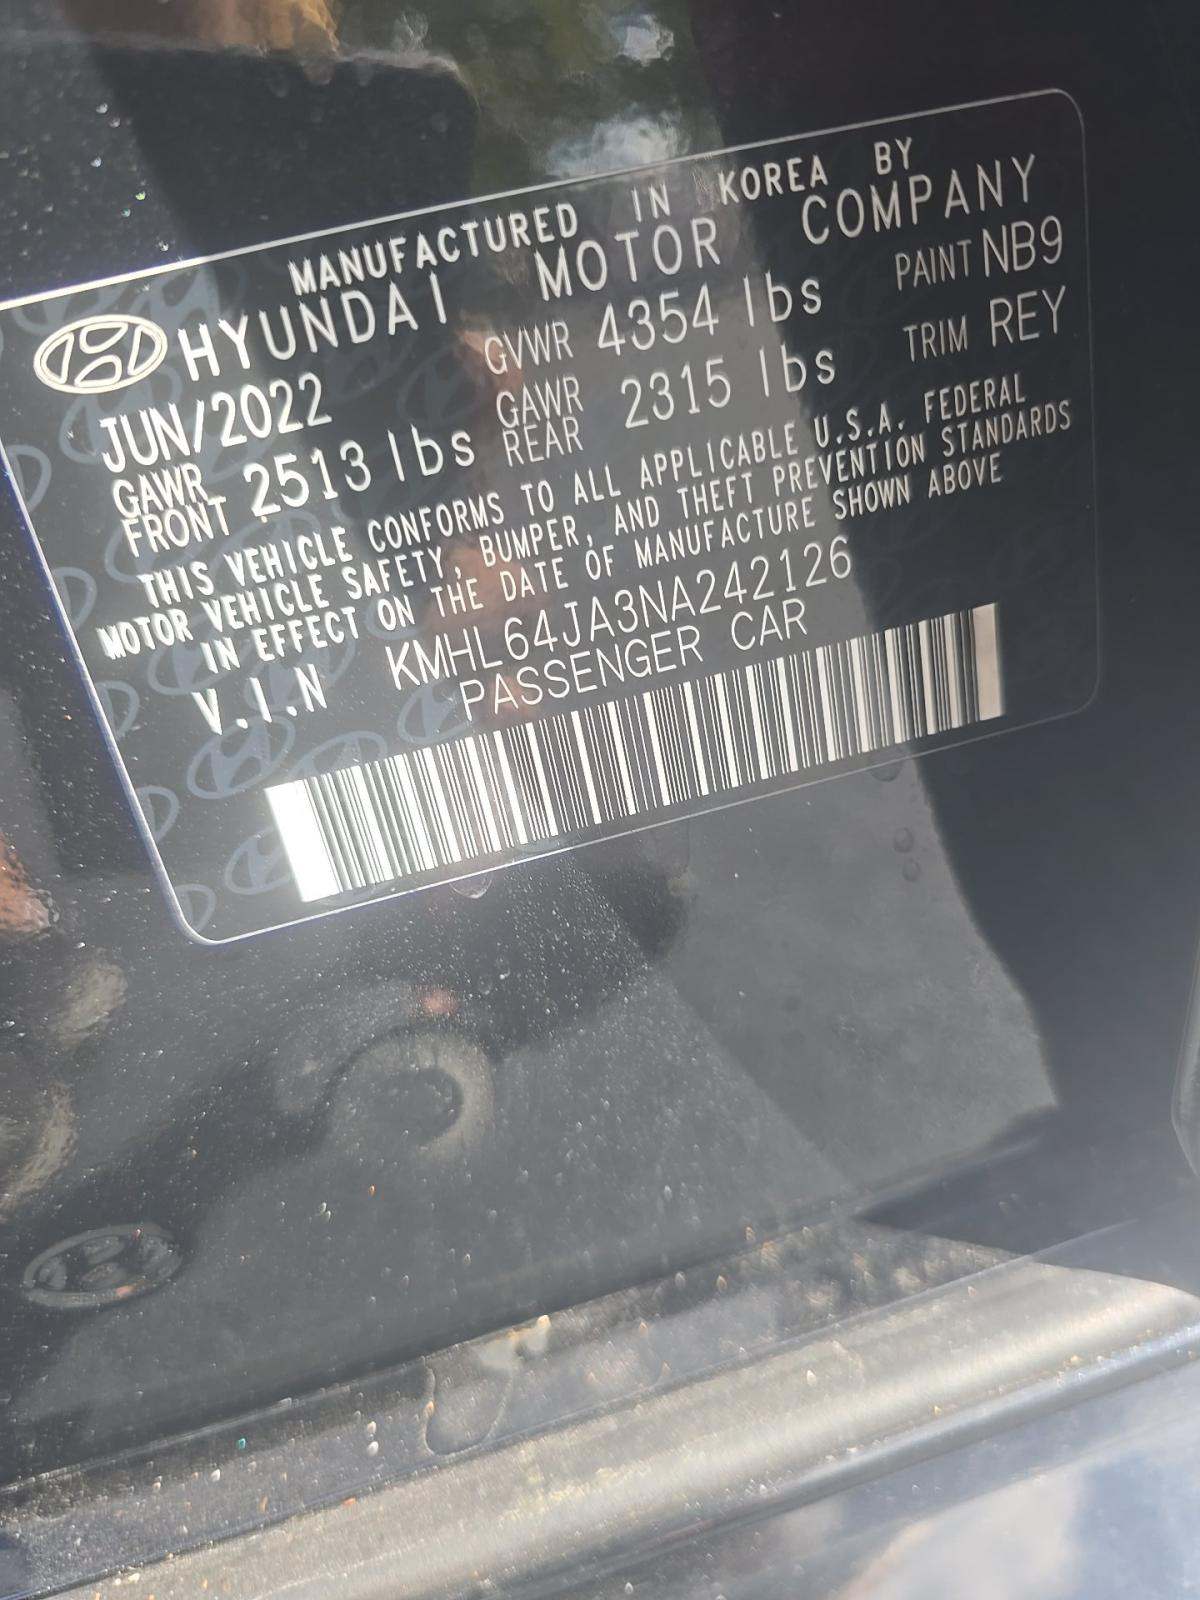 MANUFACTURED IN KOREA BY
HYUNDAI MOTOR COMPANY
JUN/2022 GVWR 4354 lbs PAINT NB9
GAWR FRONT 2513 lbs GAWR REAR 2315 lbs TRIM REY
THIS VEHICLE CONFORMS TO ALL APPLICABLE U.S.A. FEDERAL
MOTOR VEHICLE SAFETY, BUMPER, AND THEFT PREVENTION STANDARDS
IN EFFECT ON THE DATE OF MANUFACTURE SHOWN ABOVE
V.I.N KMHL64JA3NA242126
PASSENGER CAR